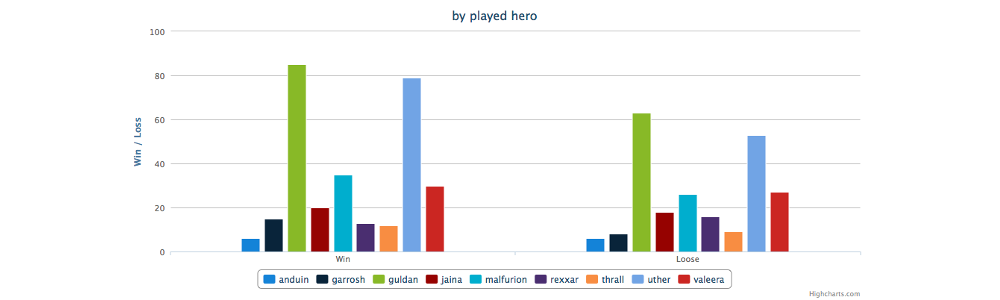 by played hero
100
80
60
40
20
0
Win / Loss
Win Loose
anduin garrosh guldan jaina malfurion rexxar thrall uther valeera
Highcharts.com